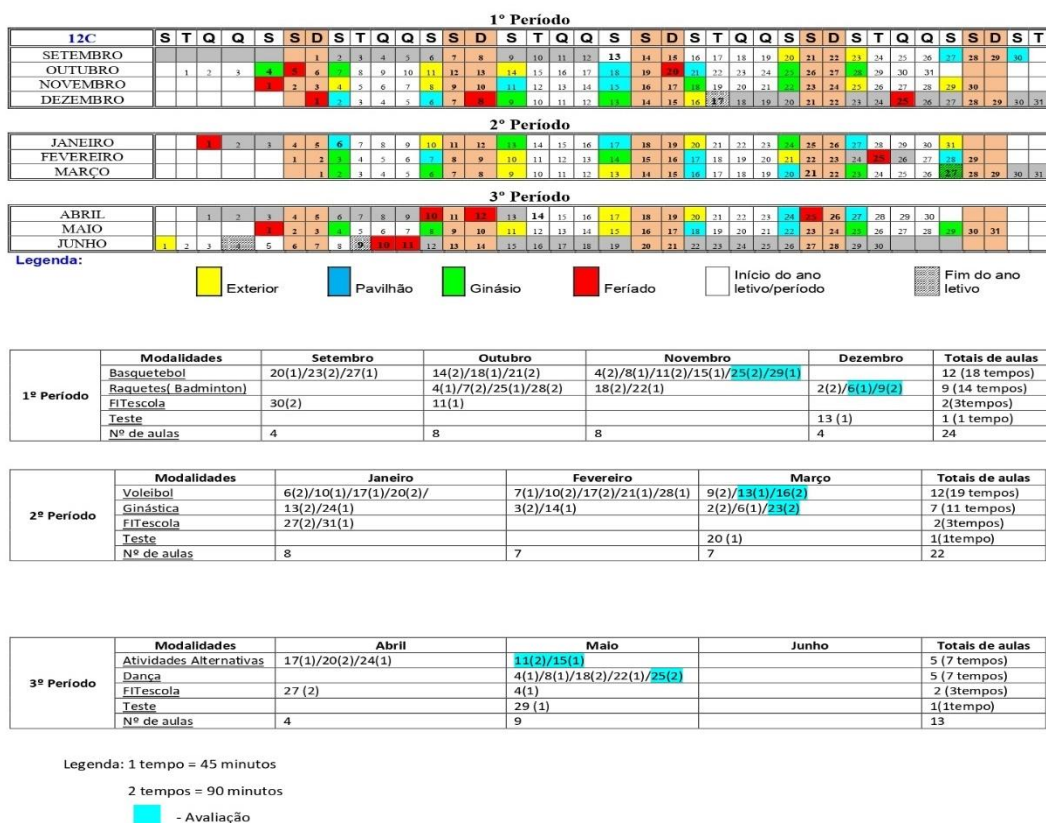 1º Período
12C S T Q Q S S D S T Q Q S S D S T Q Q S S D S T Q Q S S D S T Q Q S S D S T
SETEMBRO 1 2 3 4 5 6 7 8 9 10 11 12 13 14 15 16 17 18 19 20 21 22 23 24 25 26 27 28 29 30
OUTUBRO 1 2 3 4 5 6 7 8 9 10 11 12 13 14 15 16 17 18 19 20 21 22 23 24 25 26 27 28 29 30 31
NOVEMBRO 1 2 3 4 5 6 7 8 9 10 11 12 13 14 15 16 17 18 19 20 21 22 23 24 25 26 27 28 29 30
DEZEMBRO 1 2 3 4 5 6 7 8 9 10 11 12 13 14 15 16 17 18 19 20 21 22 23 24 25 26 27 28 29 30 31
2º Período
JANEIRO 1 2 3 4 5 6 7 8 9 10 11 12 13 14 15 16 17 18 19 20 21 22 23 24 25 26 27 28 29 30 31
FEVEREIRO 1 2 3 4 5 6 7 8 9 10 11 12 13 14 15 16 17 18 19 20 21 22 23 24 25 26 27 28 29
MARÇO 1 2 3 4 5 6 7 8 9 10 11 12 13 14 15 16 17 18 19 20 21 22 23 24 25 26 27 28 29 30 31
3º Período
ABRIL 1 2 3 4 5 6 7 8 9 10 11 12 13 14 15 16 17 18 19 20 21 22 23 24 25 26 27 28 29 30
MAIO 1 2 3 4 5 6 7 8 9 10 11 12 13 14 15 16 17 18 19 20 21 22 23 24 25 26 27 28 29 30 31
JUNHO 1 2 3 4 5 6 7 8 9 10 11 12 13 14 15 16 17 18 19 20 21 22 23 24 25 26 27 28 29 30
Legenda:
Exterior Pavilhão Ginásio Feríado Início do ano letivo/período Fim do ano letivo
Modalidades Setembro Outubro Novembro Dezembro Totais de aulas
1º Período
Basquetebol 20(1)/23(2)/27(1) 14(2)/18(1)/21(2) 4(2)/8(1)/11(2)/15(1)/25(2)/29(1) 12 (18 tempos)
Raquetes( Badminton) 4(1)/7(2)/25(1)/28(2) 18(2)/22(1) 2(2)/6(1)/9(2) 9 (14 tempos)
FITescola 30(2) 11(1) 2(3tempos)
Teste 13 (1) 1 (1 tempo)
Nº de aulas 4 8 8 4 24
Modalidades Janeiro Fevereiro Março Totais de aulas
2º Período
Voleibol 6(2)/10(1)/17(1)/20(2)/ 7(1)/10(2)/17(2)/21(1)/28(1) 9(2)/13(1)/16(2) 12(19 tempos)
Ginástica 13(2)/24(1) 3(2)/14(1) 2(2)/6(1)/23(2) 7 (11 tempos)
FITescola 27(2)/31(1) 2(3tempos)
Teste 20 (1) 1(1tempo)
Nº de aulas 8 7 7 22
Modalidades Abril Maio Junho Totais de aulas
3º Período
Atividades Alternativas 17(1)/20(2)/24(1) 11(2)/15(1) 5 (7 tempos)
Dança 4(1)/8(1)/18(2)/22(1)/25(2) 5 (7 tempos)
FITescola 27 (2) 4(1) 2 (3tempos)
Teste 29 (1) 1(1tempo)
Nº de aulas 4 9 13
Legenda: 1 tempo = 45 minutos
2 tempos = 90 minutos
- Avaliação